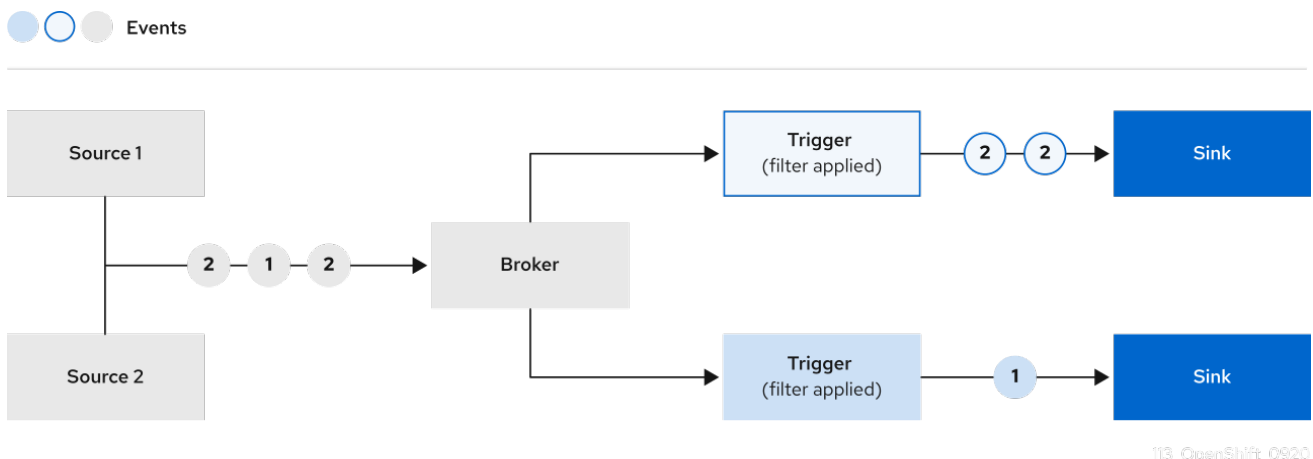 Events
Source 1
Trigger
(filter applied)
2
2
Sink
2
1
2
Broker
Source 2
Trigger
(filter applied)
1
Sink
113_OpenShift_0920